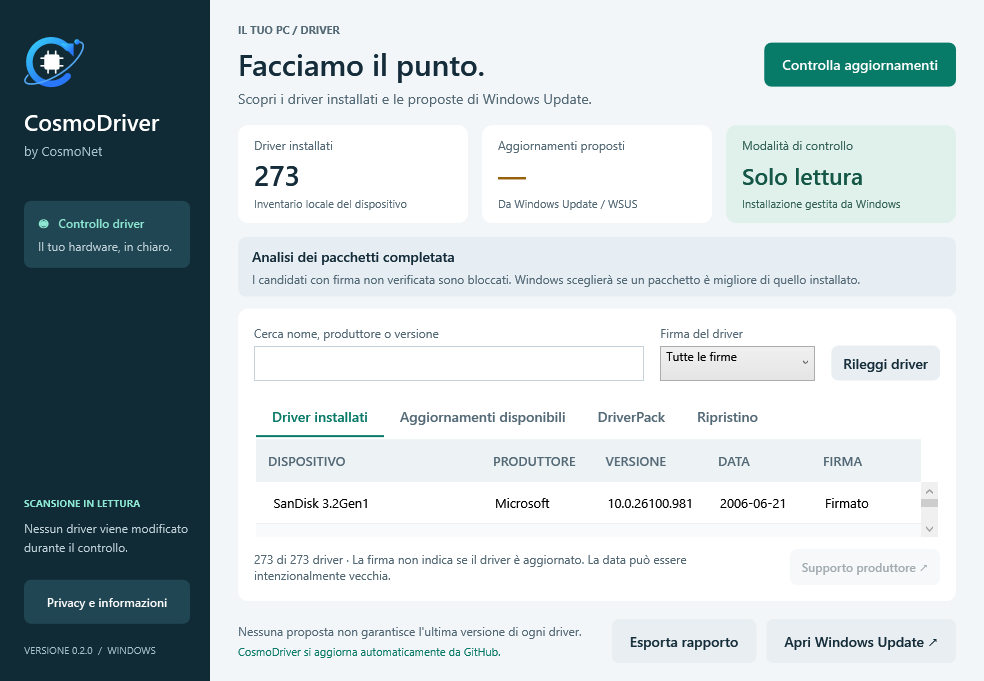 CosmoDriver
by CosmoNet
Controllo driver
Il tuo hardware, in chiaro.
SCANSIONE IN LETTURA
Nessun driver viene modificato
durante il controllo.
Privacy e informazioni
VERSIONE 0.2.0 / WINDOWS
IL TUO PC / DRIVER
Facciamo il punto.
Scopri i driver installati e le proposte di Windows Update.
Controlla aggiornamenti
Driver installati
273
Inventario locale del dispositivo
Aggiornamenti proposti
—
Da Windows Update / WSUS
Modalità di controllo
Solo lettura
Installazione gestita da Windows
Analisi dei pacchetti completata
I candidati con firma non verificata sono bloccati. Windows sceglierà se un pacchetto è migliore di quello installato.
Cerca nome, produttore o versione
Firma del driver
Tutte le firme
Rileggi driver
Driver installati Aggiornamenti disponibili DriverPack Ripristino
DISPOSITIVO PRODUTTORE VERSIONE DATA FIRMA
SanDisk 3.2Gen1 Microsoft 10.0.26100.981 2006-06-21 Firmato
273 di 273 driver · La firma non indica se il driver è aggiornato. La data può essere
intenzionalmente vecchia.
Supporto produttore ↗
Nessuna proposta non garantisce l'ultima versione di ogni driver.
CosmoDriver si aggiorna automaticamente da GitHub.
Esporta rapporto
Apri Windows Update ↗